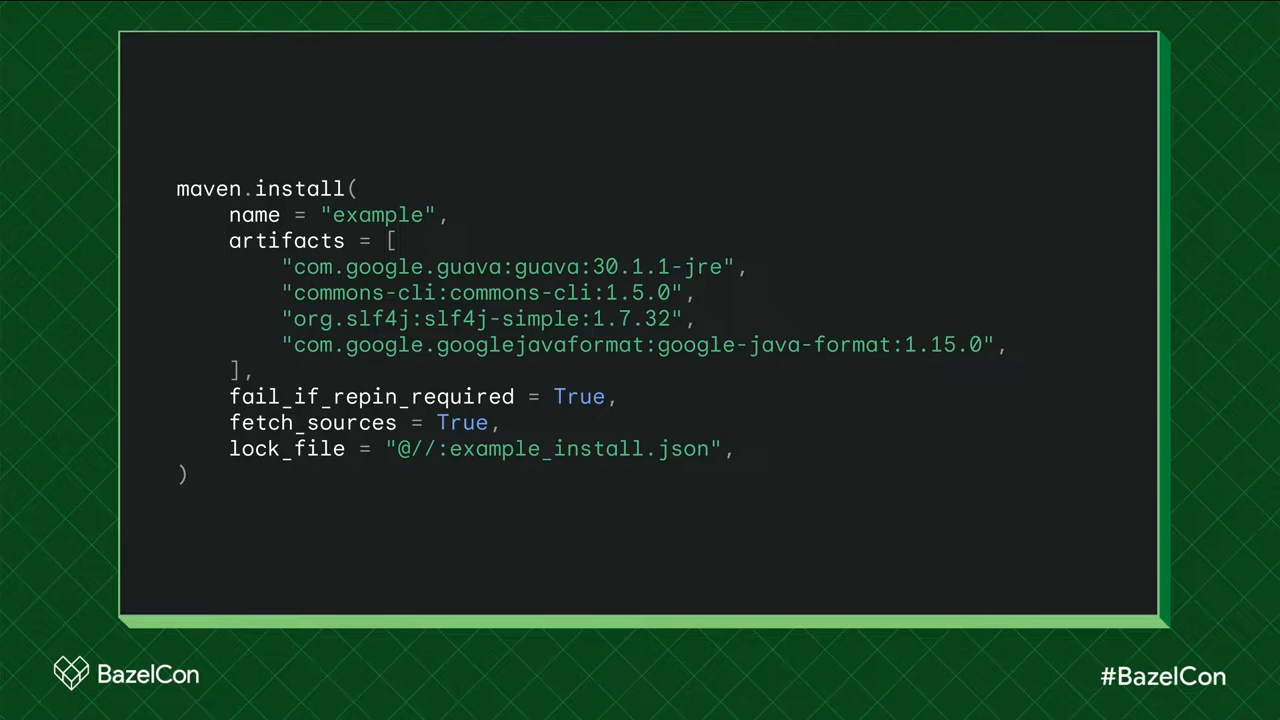 maven.install(
    name = "example",
    artifacts = [
        "com.google.guava:guava:30.1.1-jre",
        "commons-cli:commons-cli:1.5.0",
        "org.slf4j:slf4j-simple:1.7.32",
        "com.google.googlejavaformat:google-java-format:1.15.0",
    ],
    fail_if_repin_required = True,
    fetch_sources = True,
    lock_file = "@//:example_install.json",
)
BazelCon
#BazelCon